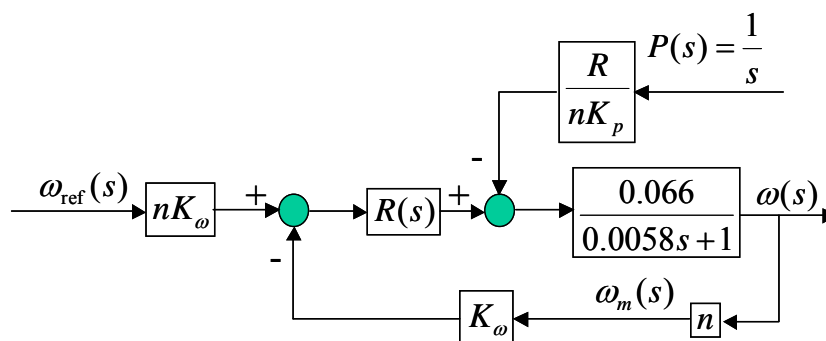 P(s) = 1/s
R/nK_p
-
ω_ref(s)
nK_ω
+
R(s)
+
0.066/0.0058s+1
ω(s)
-
K_ω
ω_m(s)
n